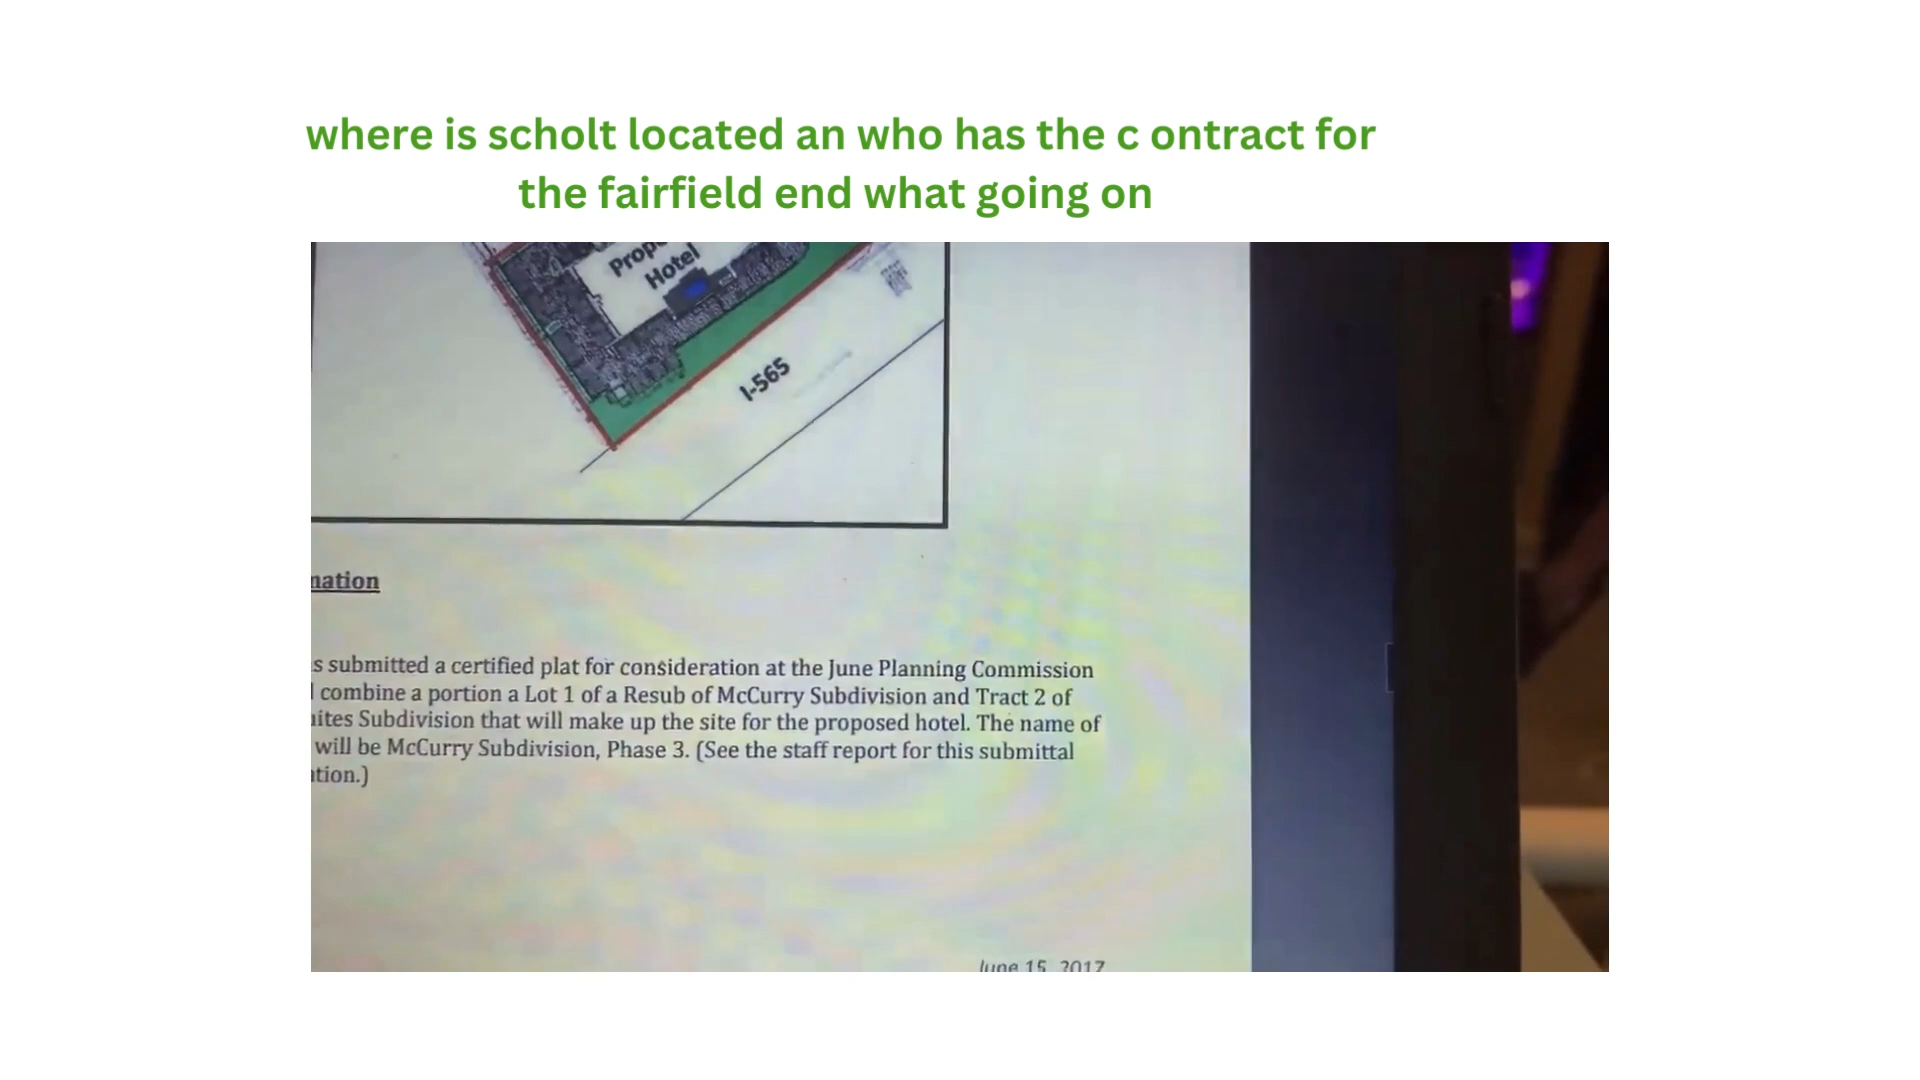 where is scholt located an who has the c ontract for
the fairfield end what going on
Hotel
I-565
nation
s submitted a certified plat for consideration at the June Planning Commission
combine a portion a Lot 1 of a Resub of McCurry Subdivision and Tract 2 of
ites Subdivision that will make up the site for the proposed hotel. The name of
will be McCurry Subdivision, Phase 3. (See the staff report for this submittal
tion.)
June 15, 2017